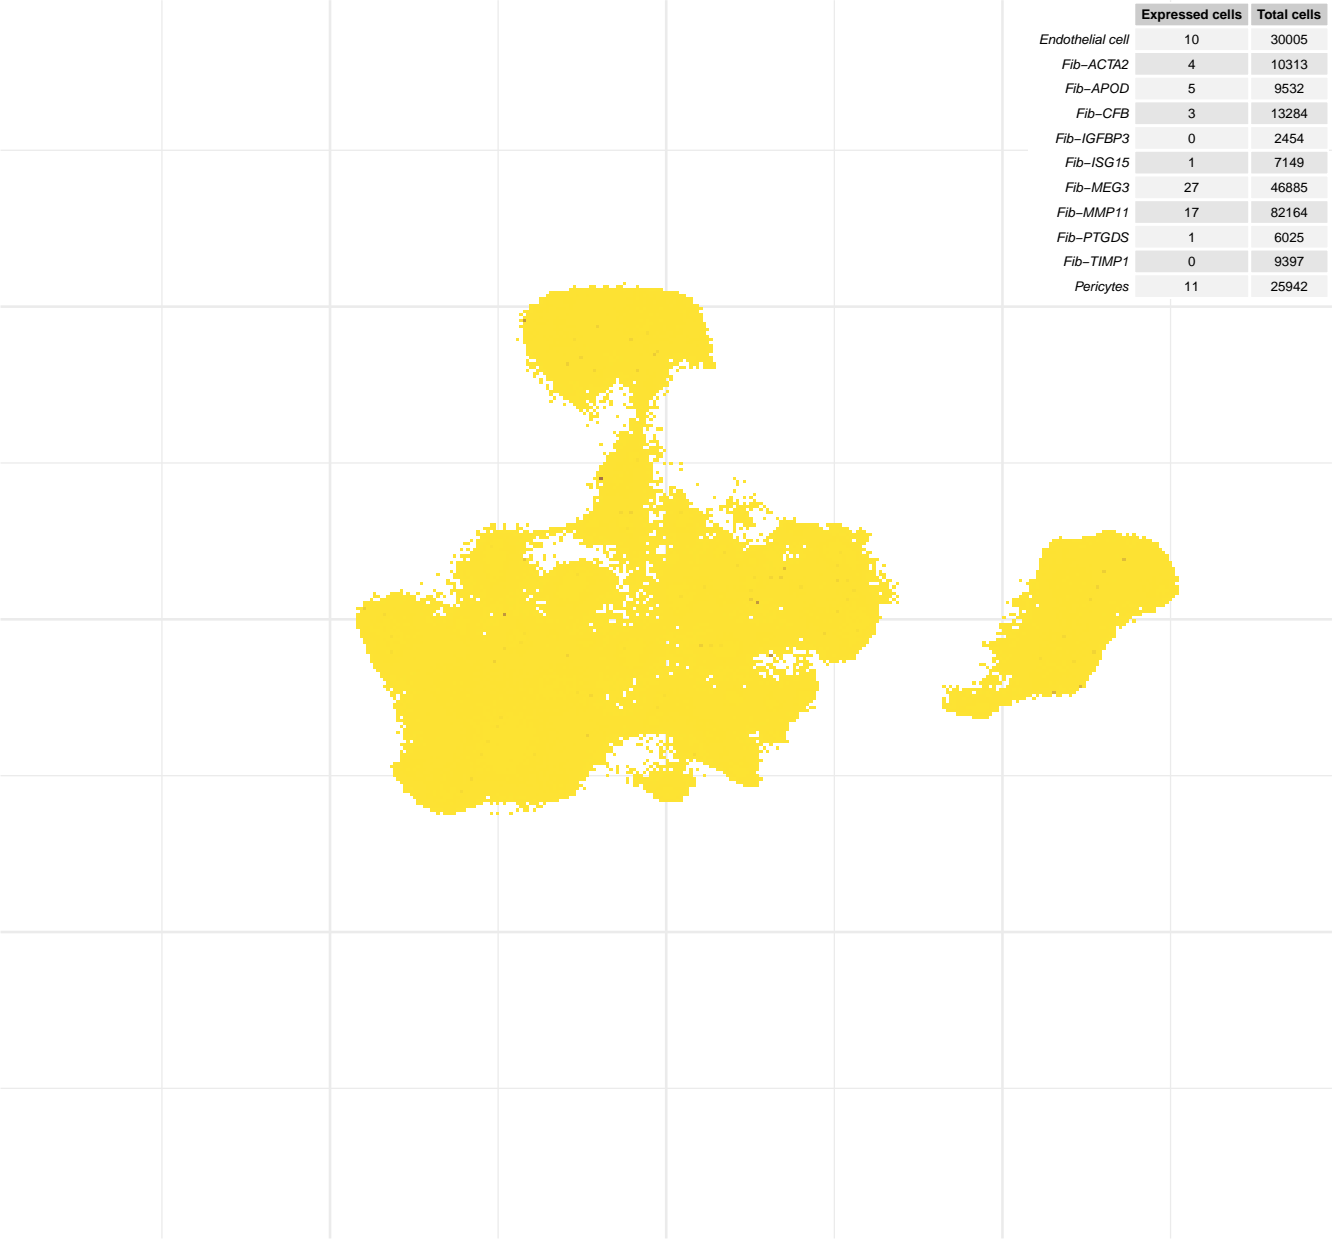 Expressed cells Total cells
Endothelial cell 10 30005
Fib−ACTA2 4 10313
Fib−APOD 5 9532
Fib−CFB 3 13284
Fib−IGFBP3 0 2454
Fib−ISG15 1 7149
Fib−MEG3 27 46885
Fib−MMP11 17 82164
Fib−PTGDS 1 6025
Fib−TIMP1 0 9397
Pericytes 11 25942